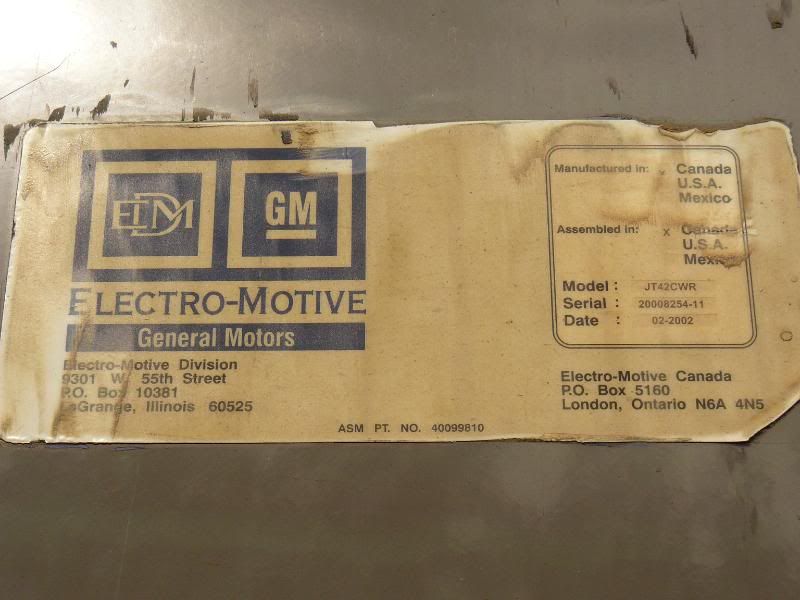 EMD
GM
ELECTRO-MOTIVE
General Motors
Electro-Motive Division
9301 W. 55th Street
P.O. Box 10381
LaGrange, Illinois 60525
ASM PT. NO. 40099810
Manufactured in: x Canada
U.S.A.
Mexico
Assembled in: x Canada
U.S.A.
Mexico
Model : JT42CWR
Serial : 20008254-11
Date : 02-2002
Electro-Motive Canada
P.O. Box 5160
London, Ontario N6A 4N5